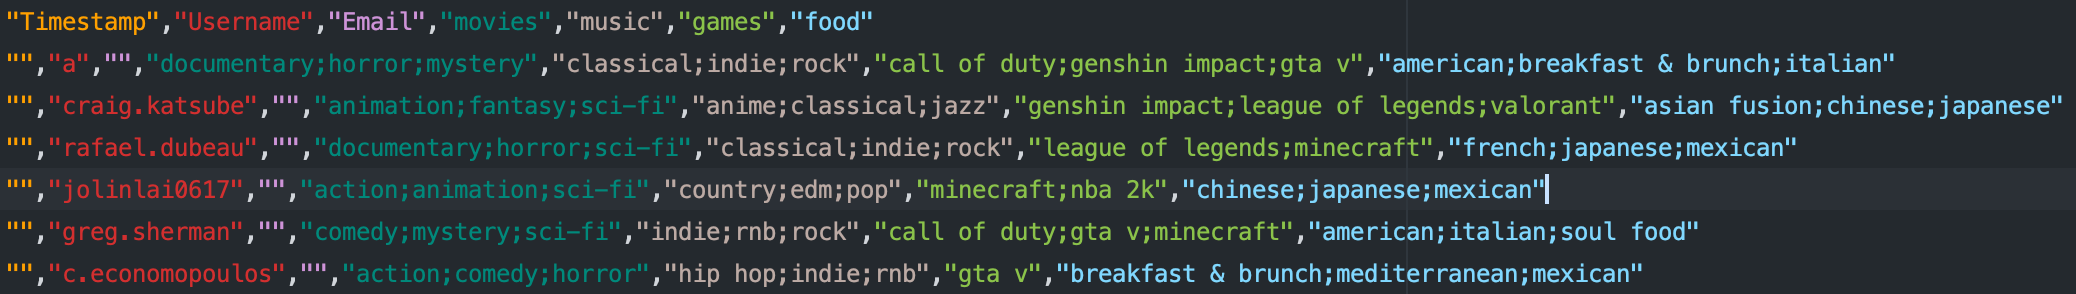 "Timestamp","Username","Email","movies","music","games","food"
"","a","","documentary;horror;mystery","classical;indie;rock","call of duty;genshin impact;gta v","american;breakfast & brunch;italian"
"","craig.katsube","","animation;fantasy;sci-fi","anime;classical;jazz","genshin impact;league of legends;valorant","asian fusion;chinese;japanese"
"","rafael.dubeau","","documentary;horror;sci-fi","classical;indie;rock","league of legends;minecraft","french;japanese;mexican"
"","jolinlai0617","","action;animation;sci-fi","country;edm;pop","minecraft;nba 2k","chinese;japanese;mexican"
"","greg.sherman","","comedy;mystery;sci-fi","indie;rnb;rock","call of duty;gta v;minecraft","american;italian;soul food"
"","c.economopoulos","","action;comedy;horror","hip hop;indie;rnb","gta v","breakfast & brunch;mediterranean;mexican"